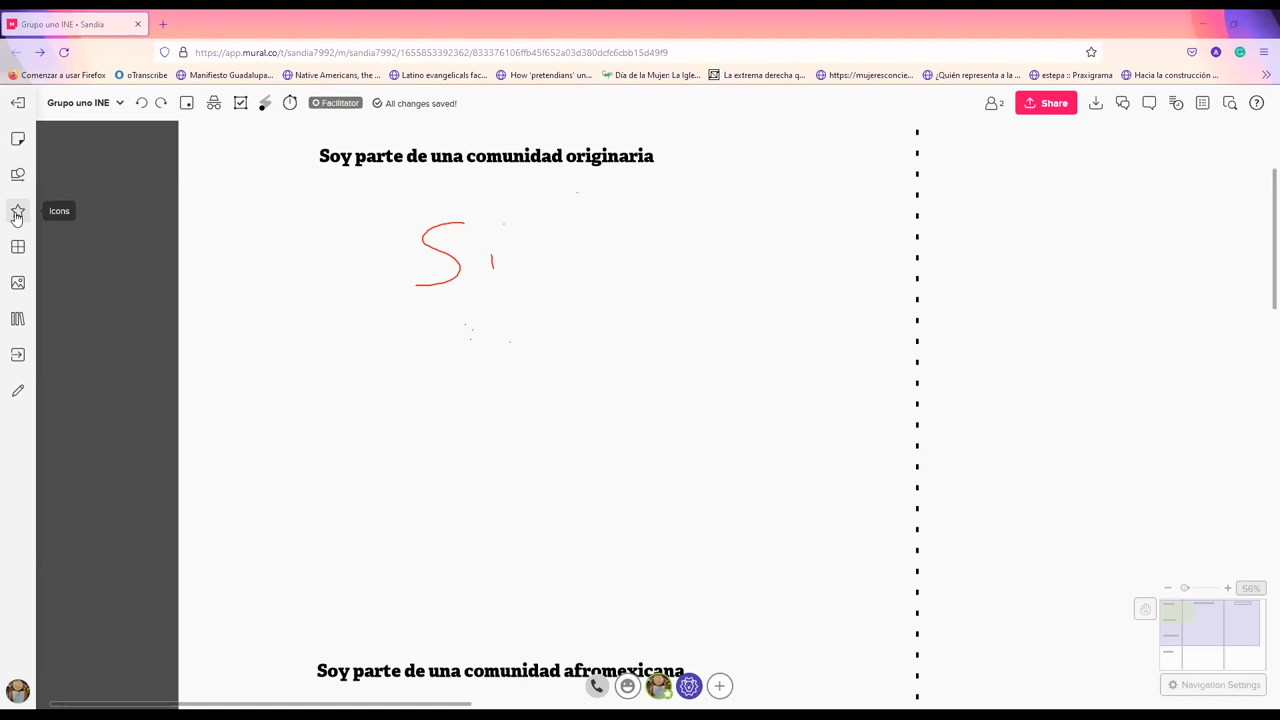 Grupo uno INE • Sandía
https://app.mural.co/t/sandia7992/m/sandia7992/1655853392362/833376106ffb45f652a03d380dcfc6cbb15d49f9
Comenzar a usar Firefox oTranscribe Manifiesto Guadalupa... Native Americans, the ... Latino evangelicals fac... How 'pretendians' un... Día de la Mujer: La Igle... La extrema derecha q... https://mujeresconcie... ¿Quién representa a la ... estepa :: Praxigrama Hacia la construcción ...
Grupo uno INE Facilitator All changes saved! 2 Share
Soy parte de una comunidad originaria
Icons
Si
56%
Soy parte de una comunidad afromexicana
Navigation Settings